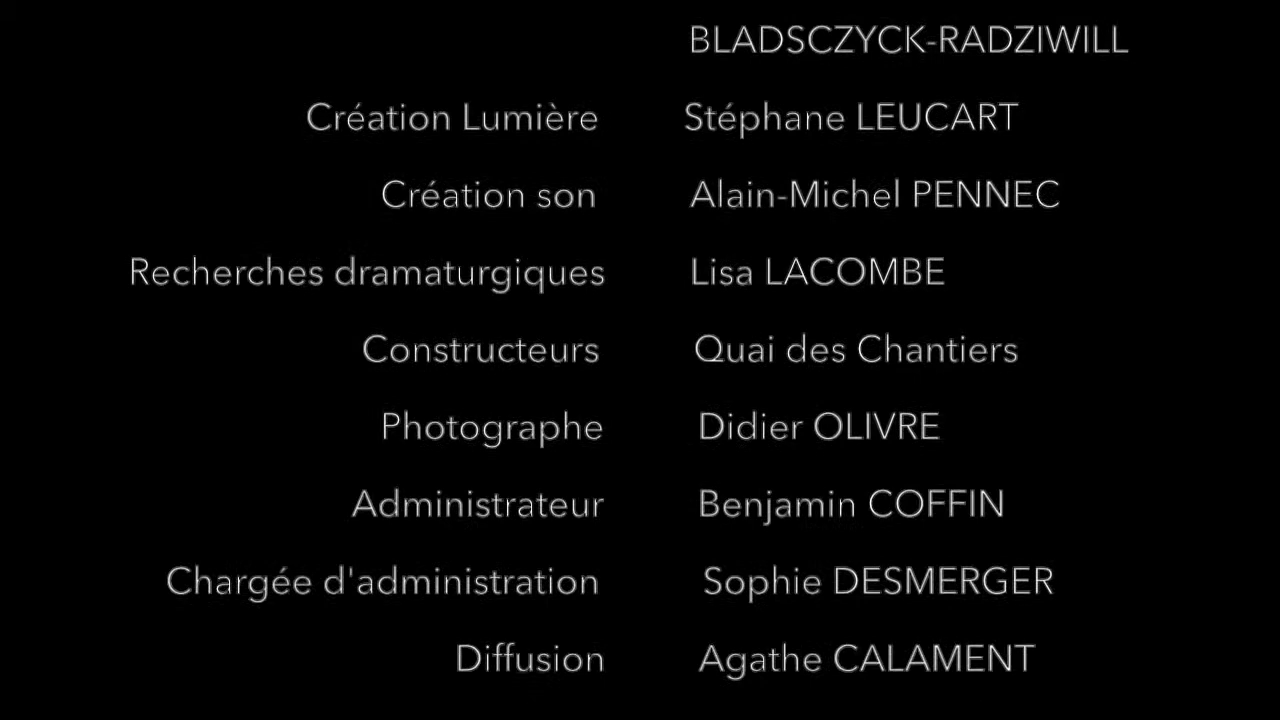 BLADSCZYCK-RADZIWILL
Création Lumière Stéphane LEUCART
Création son Alain-Michel PENNEC
Recherches dramaturgiques Lisa LACOMBE
Constructeurs Quai des Chantiers
Photographe Didier OLIVRE
Administrateur Benjamin COFFIN
Chargée d'administration Sophie DESMERGER
Diffusion Agathe CALAMENT